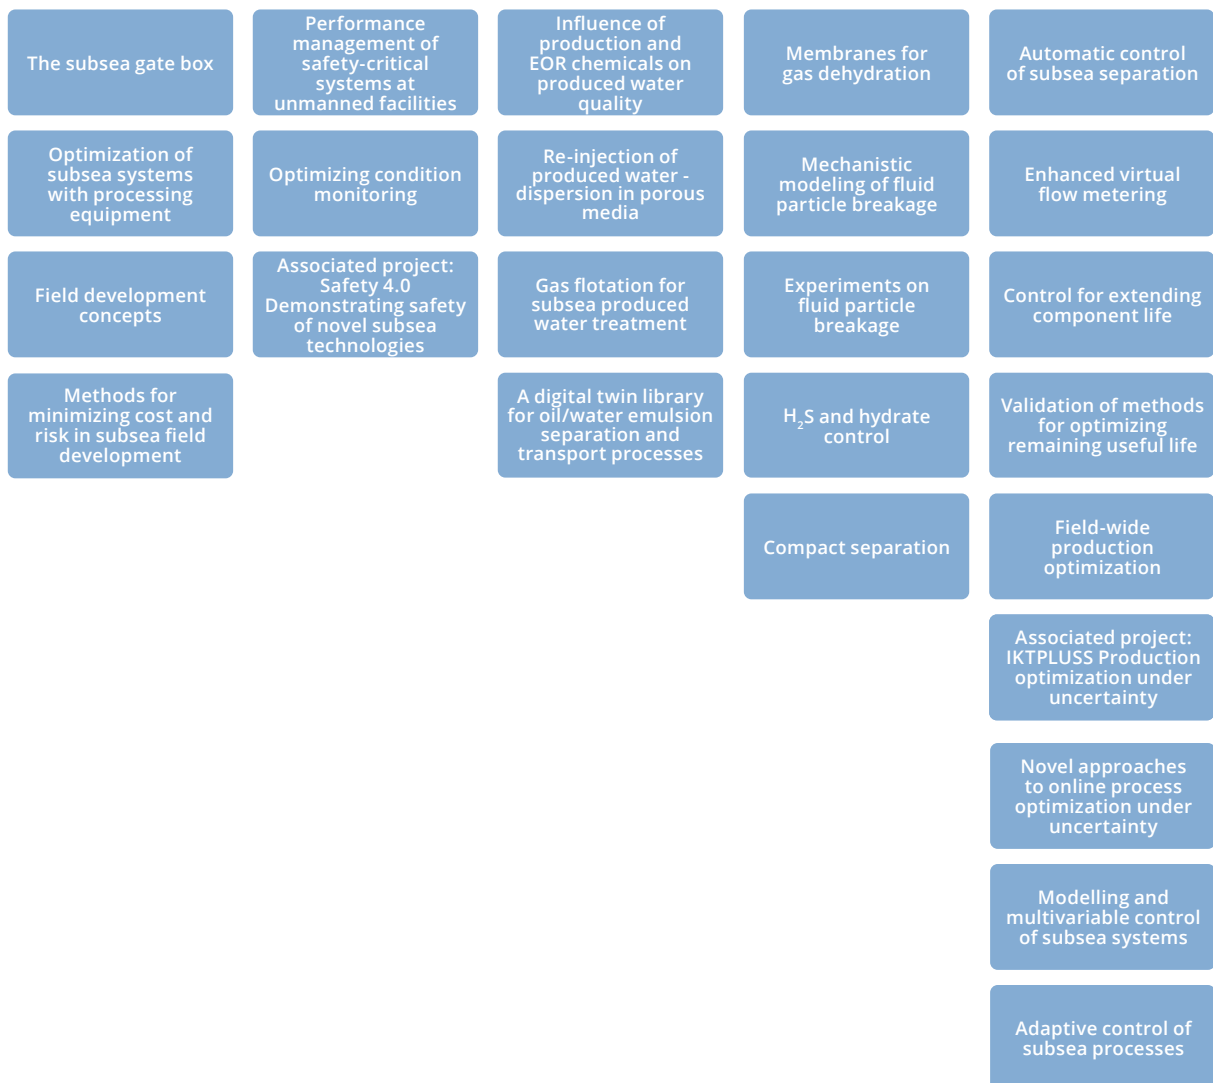 The subsea gate box
Optimization of
subsea systems
with processing
equipment
Field development
concepts
Methods for
minimizing cost and
risk in subsea field
development
Performance
management of
safety-critical
systems at
unmanned facilities
Optimizing condition
monitoring
Associated project:
Safety 4.0
Demonstrating safety
of novel subsea
technologies
Influence of
production and
EOR chemicals on
produced water
quality
Re-injection of
produced water -
dispersion in porous
media
Gas flotation for
subsea produced
water treatment
A digital twin library
for oil/water emulsion
separation and
transport processes
Membranes for
gas dehydration
Mechanistic
modeling of fluid
particle breakage
Experiments on
fluid particle
breakage
H₂S and hydrate
control
Compact separation
Automatic control
of subsea separation
Enhanced virtual
flow metering
Control for extending
component life
Validation of methods
for optimizing
remaining useful life
Field-wide
production
optimization
Associated project:
IKTPLUSS Production
optimization under
uncertainty
Novel approaches
to online process
optimization under
uncertainty
Modelling and
multivariable control
of subsea systems
Adaptive control of
subsea processes